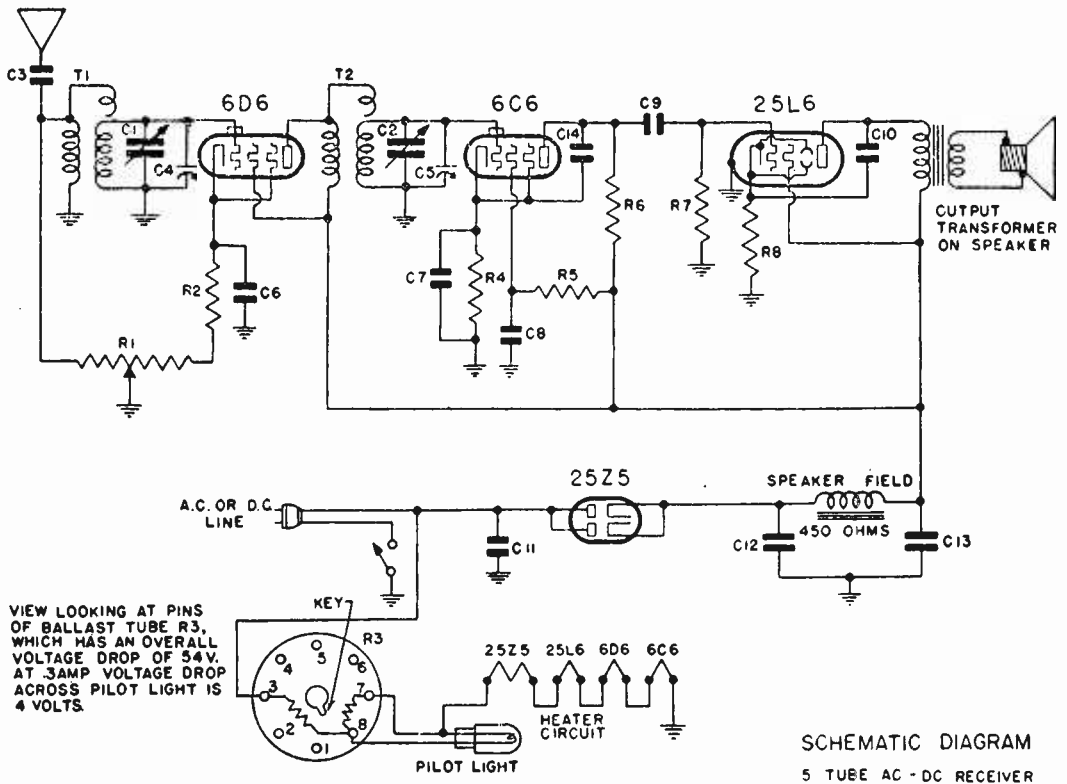 C3
T1
C1
C4
6D6
T2
C2
C5
6C6
C14
C9
25L6
C10
R6
R7
R8
CUTPUT
TRANSFORMER
ON SPEAKER
R2
C6
C7
R4
R5
C8
R1
25Z5
SPEAKER FIELD
450 OHMS
A.C. OR D.C.
LINE
C11
C12
C13
VIEW LOOKING AT PINS
OF BALLAST TUBE R3,
WHICH HAS AN OVERALL
VOLTAGE DROP OF 54V.
AT .3AMP VOLTAGE DROP
ACROSS PILOT LIGHT IS
4 VOLTS.
KEY
R3
5
4
6
3
7
2
8
1
25Z5
25L6
6D6
6C6
HEATER
CIRCUIT
PILOT LIGHT
SCHEMATIC DIAGRAM
5 TUBE AC - DC RECEIVER